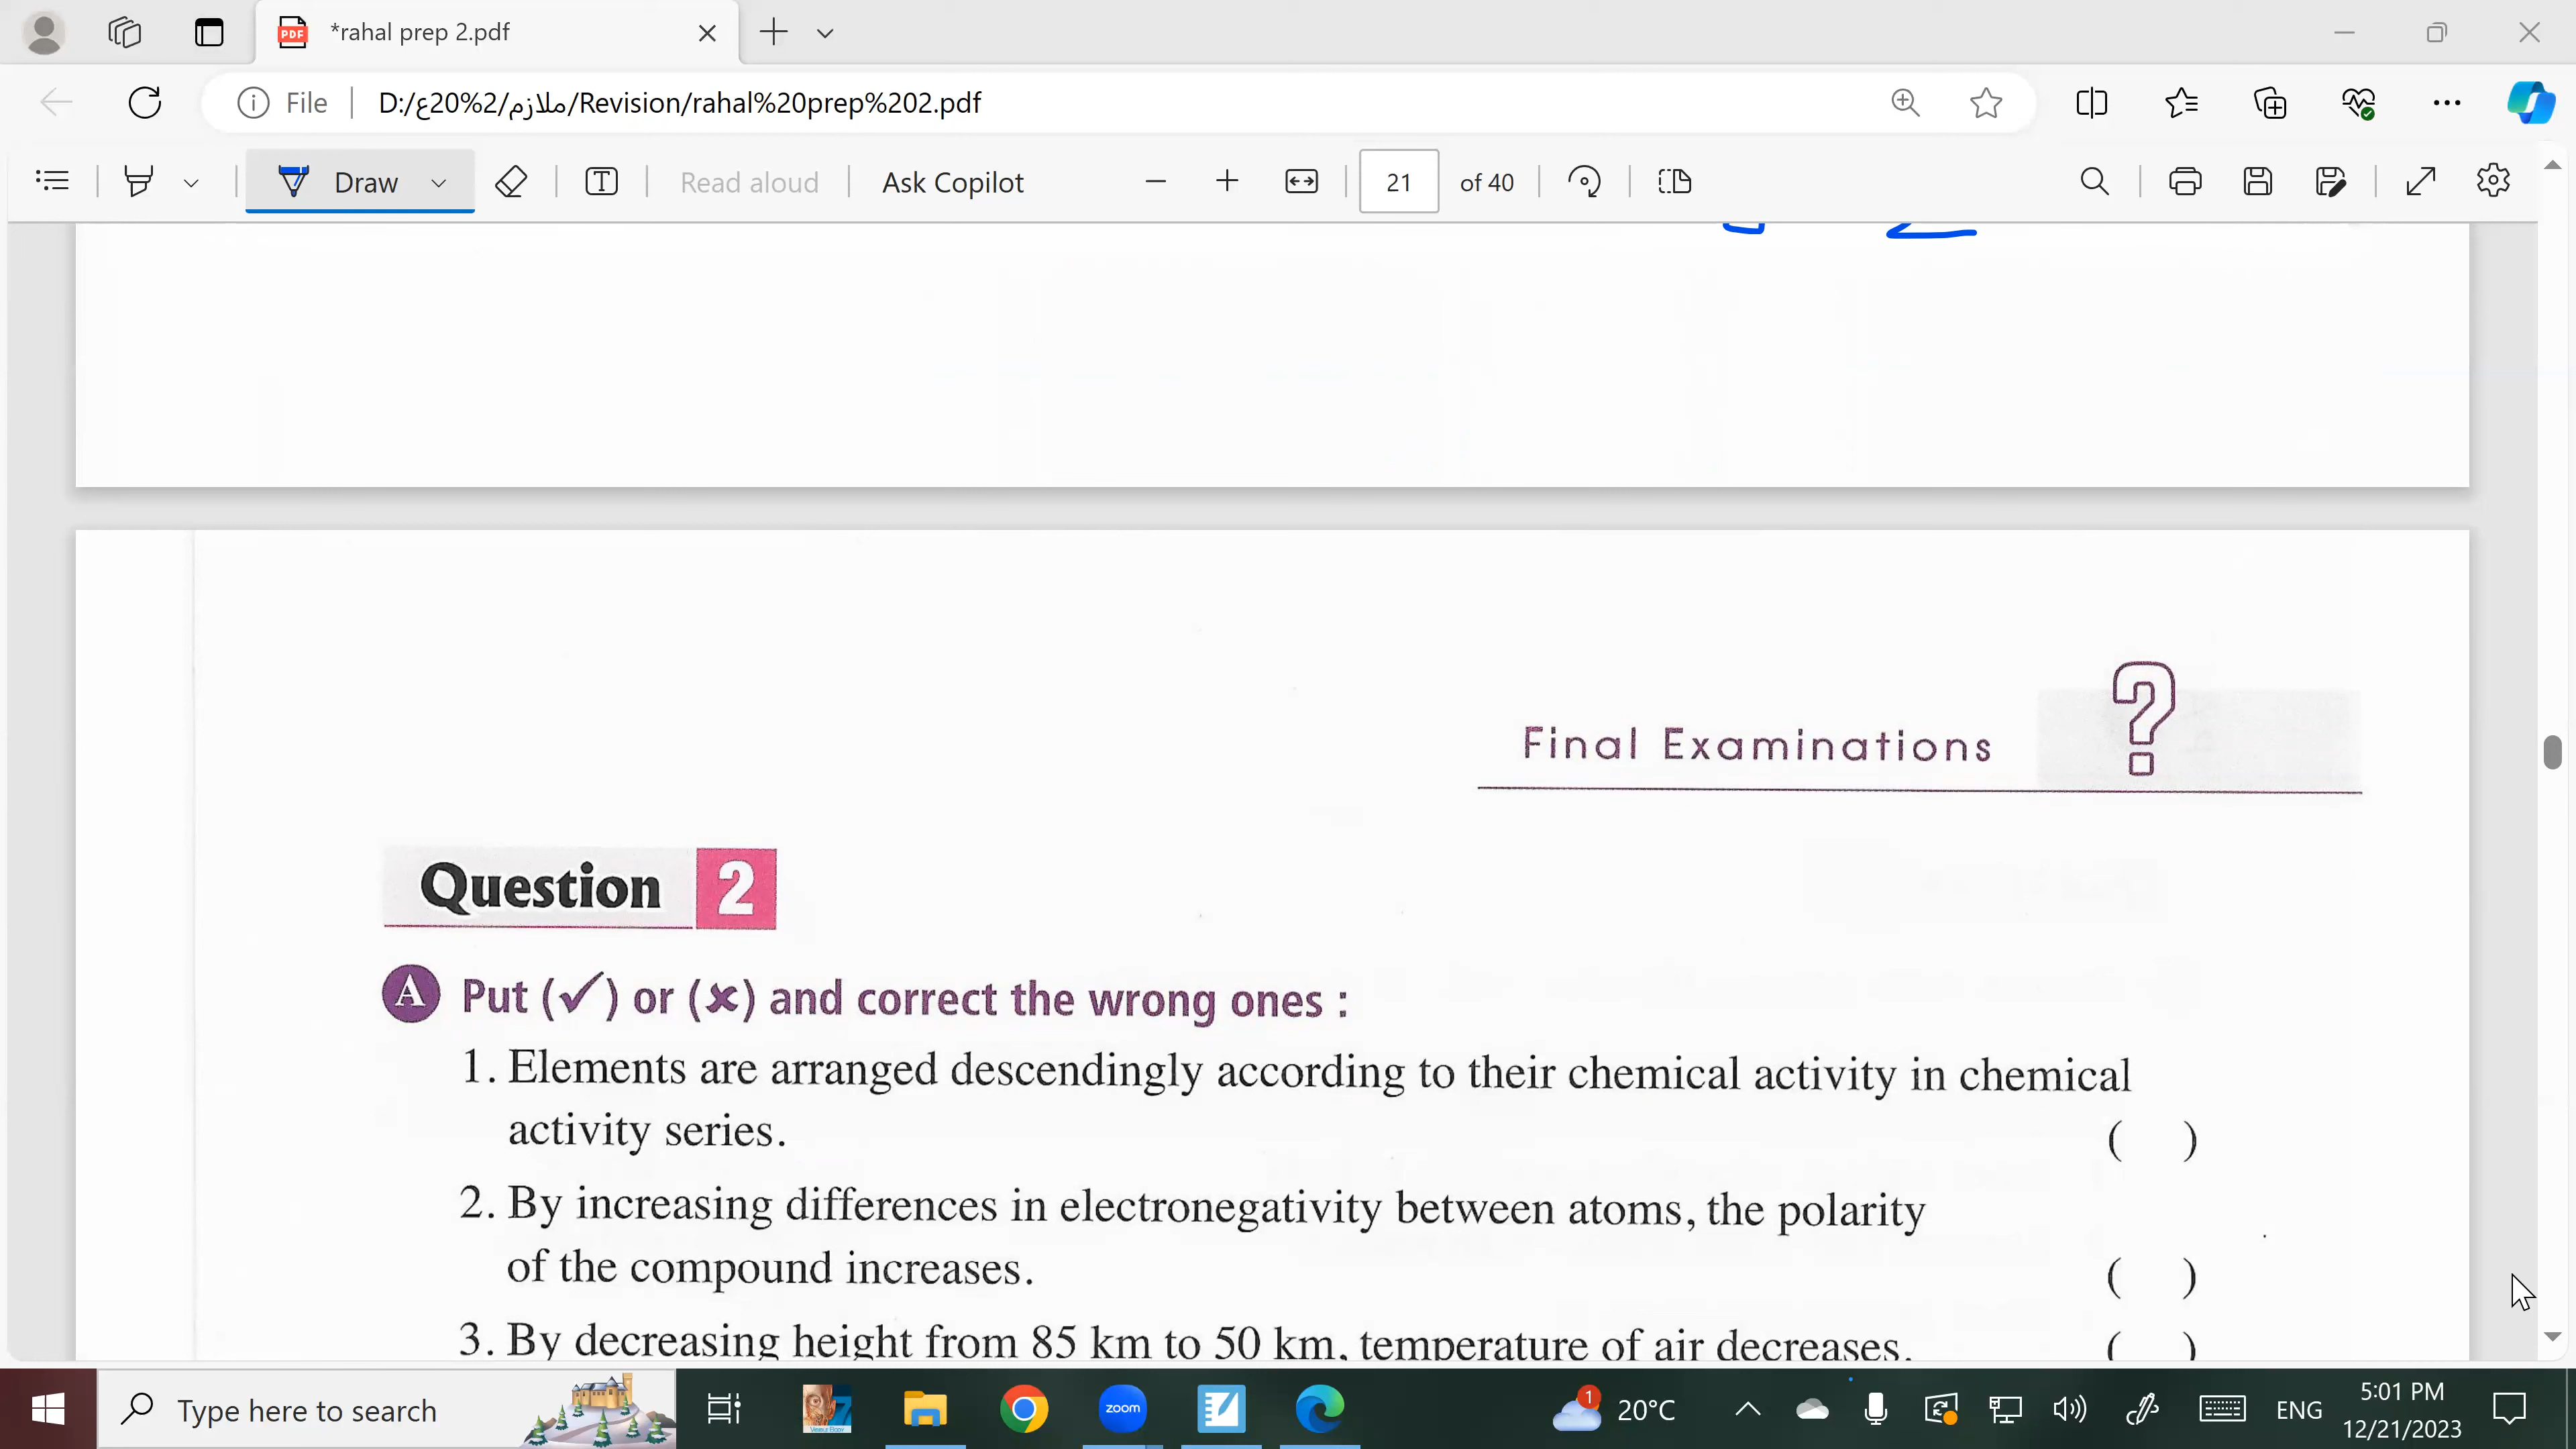 *rahal prep 2.pdf
File
D:/ع20%2/ملازم/Revision/rahal%20prep%202.pdf
Draw
Read aloud
Ask Copilot
21
of 40
Final Examinations
?
Question 2
A Put (✓) or (✗) and correct the wrong ones :
1. Elements are arranged descendingly according to their chemical activity in chemical
activity series. ( )
2. By increasing differences in electronegativity between atoms, the polarity
of the compound increases. ( )
3. By decreasing height from 85 km to 50 km, temperature of air decreases. ( )
Type here to search
zoom
1
20°C
ENG
5:01 PM
12/21/2023